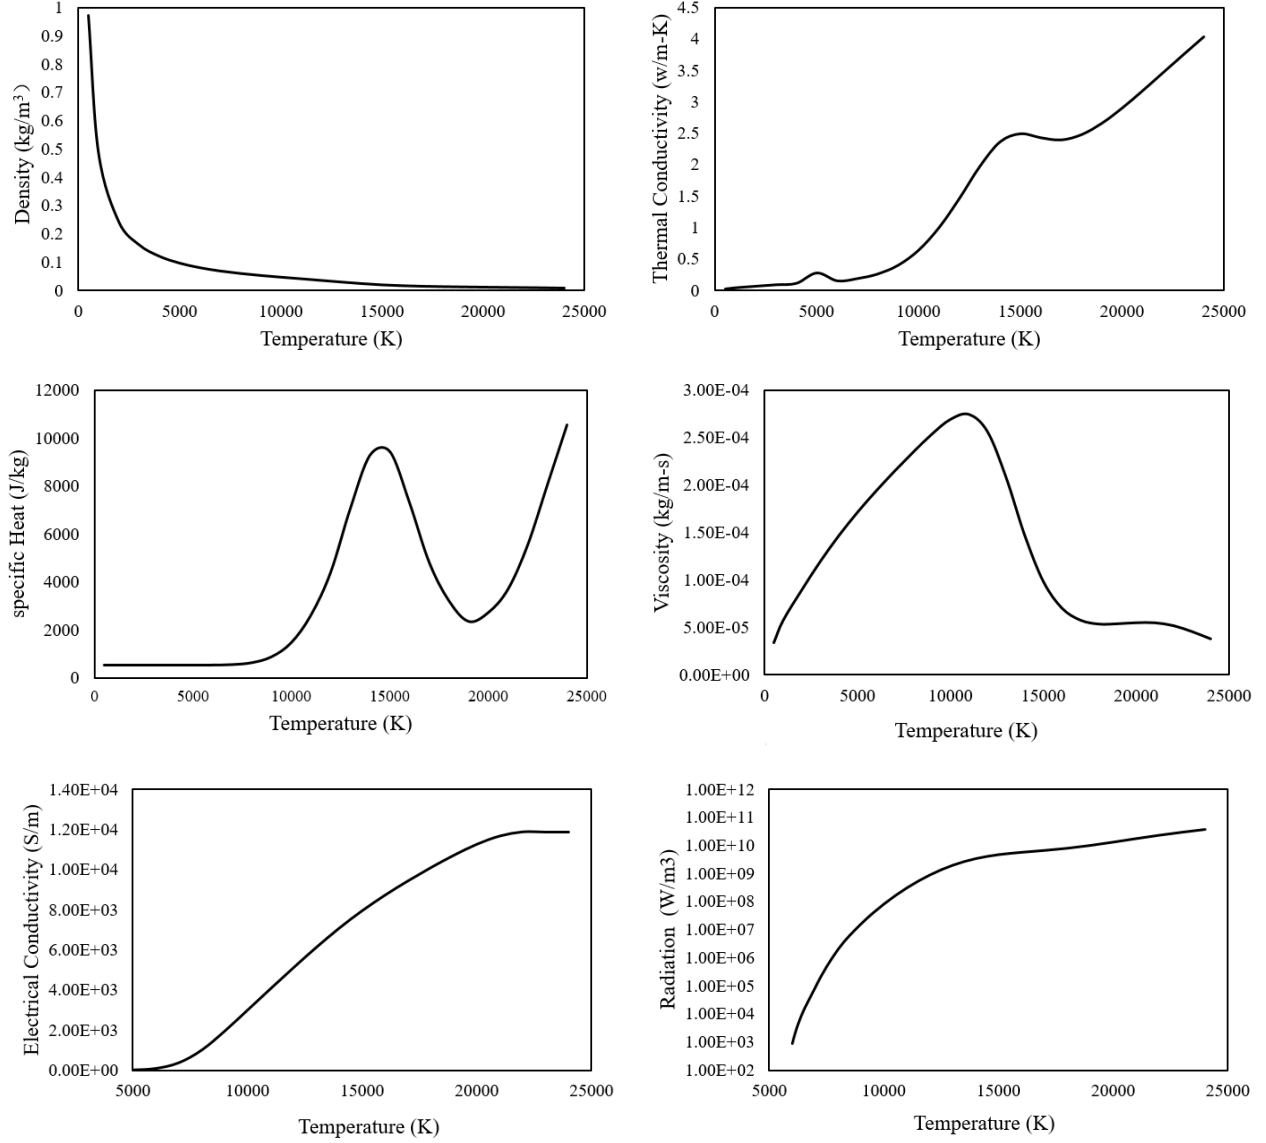 Density (kg/m³)
1
0.9
0.8
0.7
0.6
0.5
0.4
0.3
0.2
0.1
0
0 5000 10000 15000 20000 25000
Temperature (K)
Thermal Conductivity (w/m-K)
4.5
4
3.5
3
2.5
2
1.5
1
0.5
0
0 5000 10000 15000 20000 25000
Temperature (K)
specific Heat (J/kg)
12000
10000
8000
6000
4000
2000
0
0 5000 10000 15000 20000 25000
Temperature (K)
Viscosity (kg/m-s)
3.00E-04
2.50E-04
2.00E-04
1.50E-04
1.00E-04
5.00E-05
0.00E+00
0 5000 10000 15000 20000 25000
Temperature (K)
Electrical Conductivity (S/m)
1.40E+04
1.20E+04
1.00E+04
8.00E+03
6.00E+03
4.00E+03
2.00E+03
0.00E+00
5000 10000 15000 20000 25000
Temperature (K)
Radiation (W/m3)
1.00E+12
1.00E+11
1.00E+10
1.00E+09
1.00E+08
1.00E+07
1.00E+06
1.00E+05
1.00E+04
1.00E+03
1.00E+02
5000 10000 15000 20000 25000
Temperature (K)